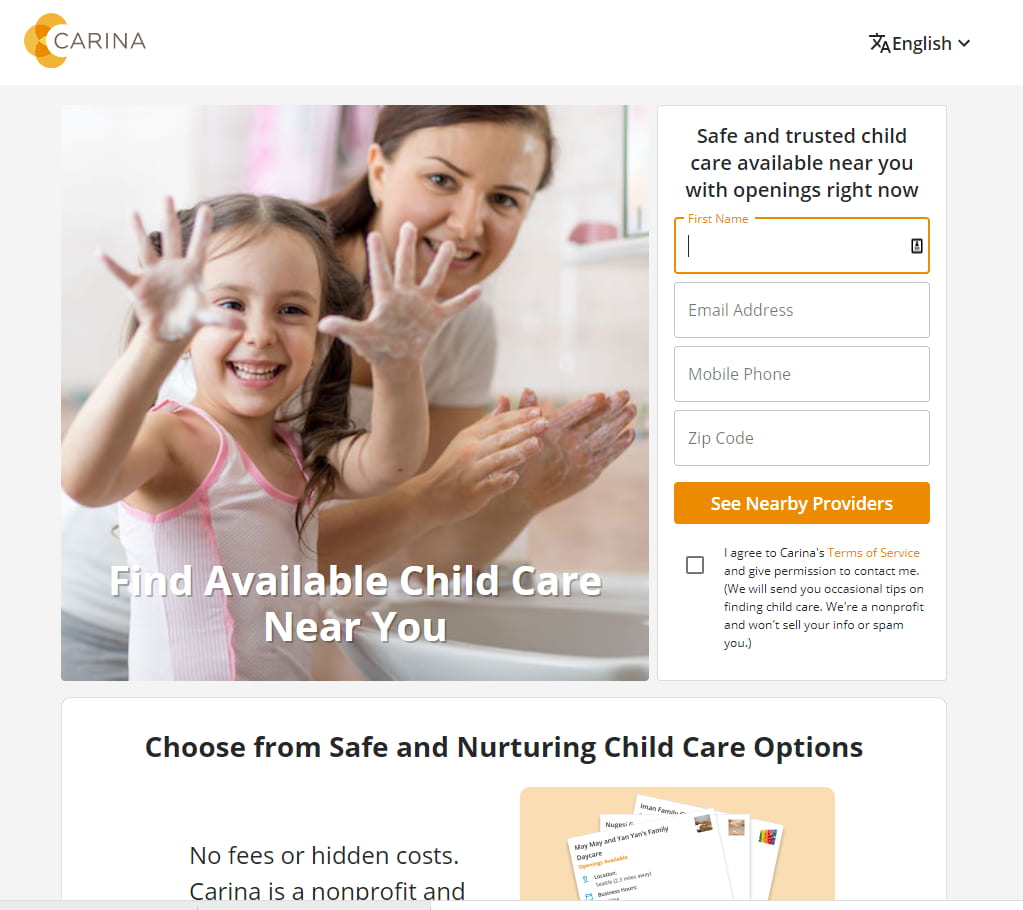 CARINA
English
Safe and trusted child
care available near you
with openings right now
First Name
Email Address
Mobile Phone
Zip Code
See Nearby Providers
I agree to Carina's Terms of Service
and give permission to contact me.
(We will send you occasional tips on
finding child care. We're a nonprofit
and won't sell your info or spam
you.)
Find Available Child Care
Near You
Choose from Safe and Nurturing Child Care Options
No fees or hidden costs.
Carina is a nonprofit and
Iman Family
May May and Yan Yan's Family
Daycare
Openings Available
Location:
Seattle (2.3 miles away)
Business Hours: